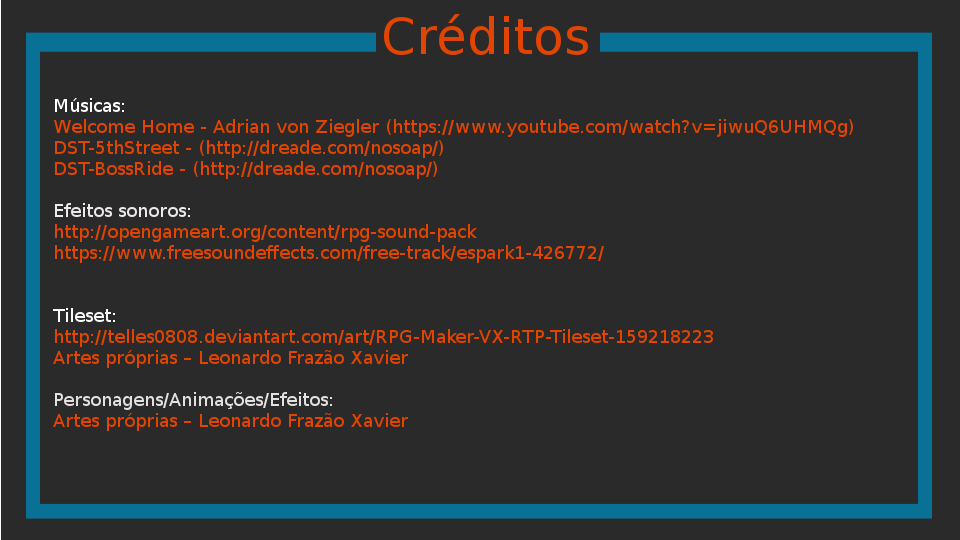 Créditos
Músicas:
Welcome Home - Adrian von Ziegler (https://www.youtube.com/watch?v=jiwuQ6UHMQg)
DST-5thStreet - (http://dreade.com/nosoap/)
DST-BossRide - (http://dreade.com/nosoap/)
Efeitos sonoros:
http://opengameart.org/content/rpg-sound-pack
https://www.freesoundeffects.com/free-track/espark1-426772/
Tileset:
http://telles0808.deviantart.com/art/RPG-Maker-VX-RTP-Tileset-159218223
Artes próprias – Leonardo Frazão Xavier
Personagens/Animações/Efeitos:
Artes próprias – Leonardo Frazão Xavier